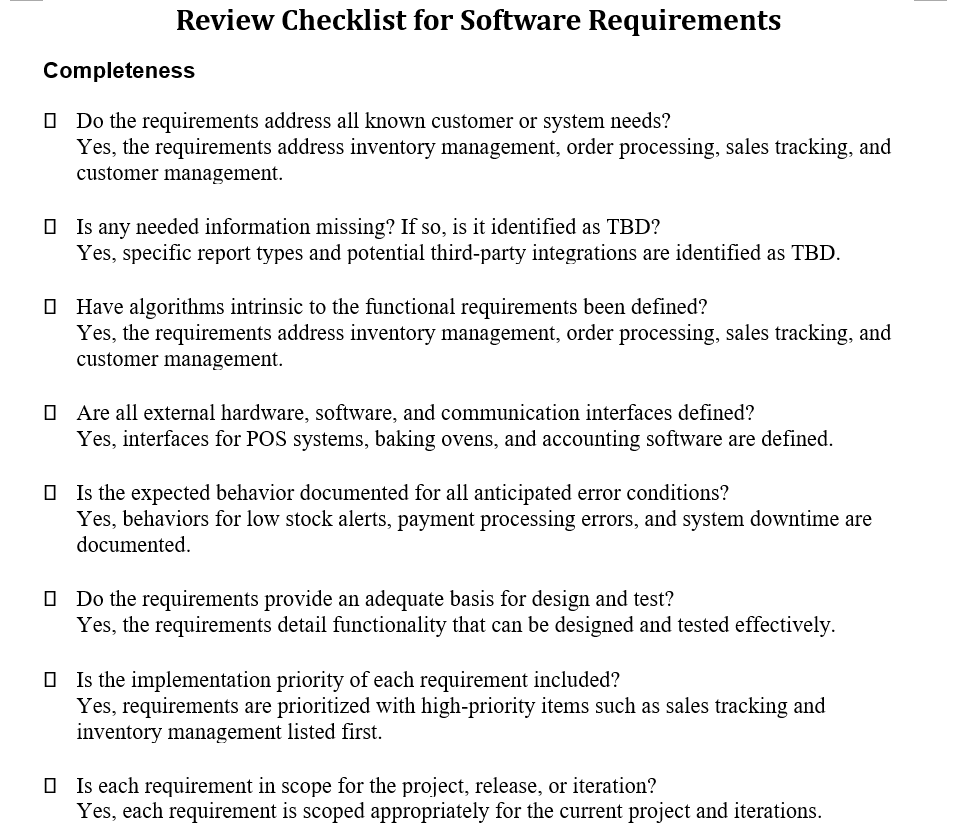 Review Checklist for Software Requirements
Completeness
Do the requirements address all known customer or system needs?
Yes, the requirements address inventory management, order processing, sales tracking, and
customer management.
Is any needed information missing? If so, is it identified as TBD?
Yes, specific report types and potential third-party integrations are identified as TBD.
Have algorithms intrinsic to the functional requirements been defined?
Yes, the requirements address inventory management, order processing, sales tracking, and
customer management.
Are all external hardware, software, and communication interfaces defined?
Yes, interfaces for POS systems, baking ovens, and accounting software are defined.
Is the expected behavior documented for all anticipated error conditions?
Yes, behaviors for low stock alerts, payment processing errors, and system downtime are
documented.
Do the requirements provide an adequate basis for design and test?
Yes, the requirements detail functionality that can be designed and tested effectively.
Is the implementation priority of each requirement included?
Yes, requirements are prioritized with high-priority items such as sales tracking and
inventory management listed first.
Is each requirement in scope for the project, release, or iteration?
Yes, each requirement is scoped appropriately for the current project and iterations.